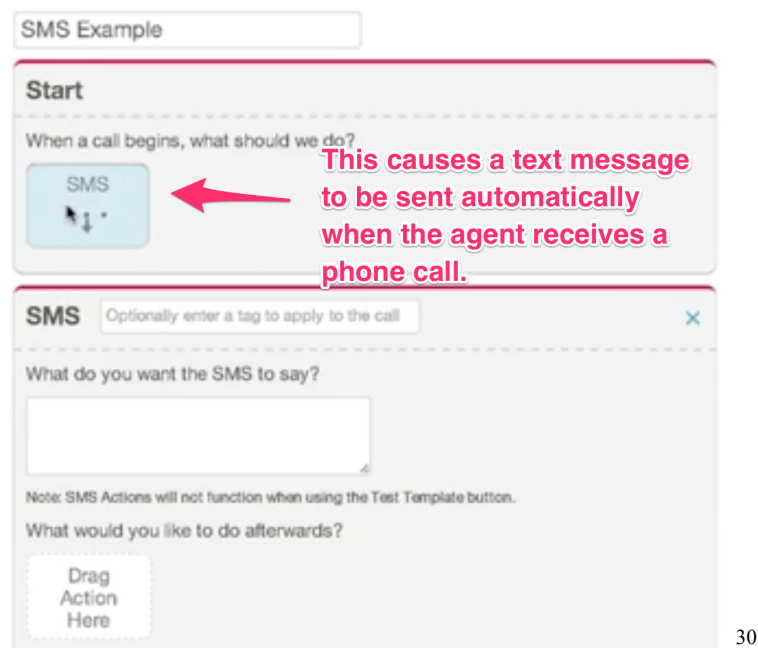 SMS Example
Start
When a call begins, what should we do?
SMS
This causes a text message
to be sent automatically
when the agent receives a
phone call.
SMS
Optionally enter a tag to apply to the call
What do you want the SMS to say?
Note: SMS Actions will not function when using the Test Template button.
What would you like to do afterwards?
Drag
Action
Here
30